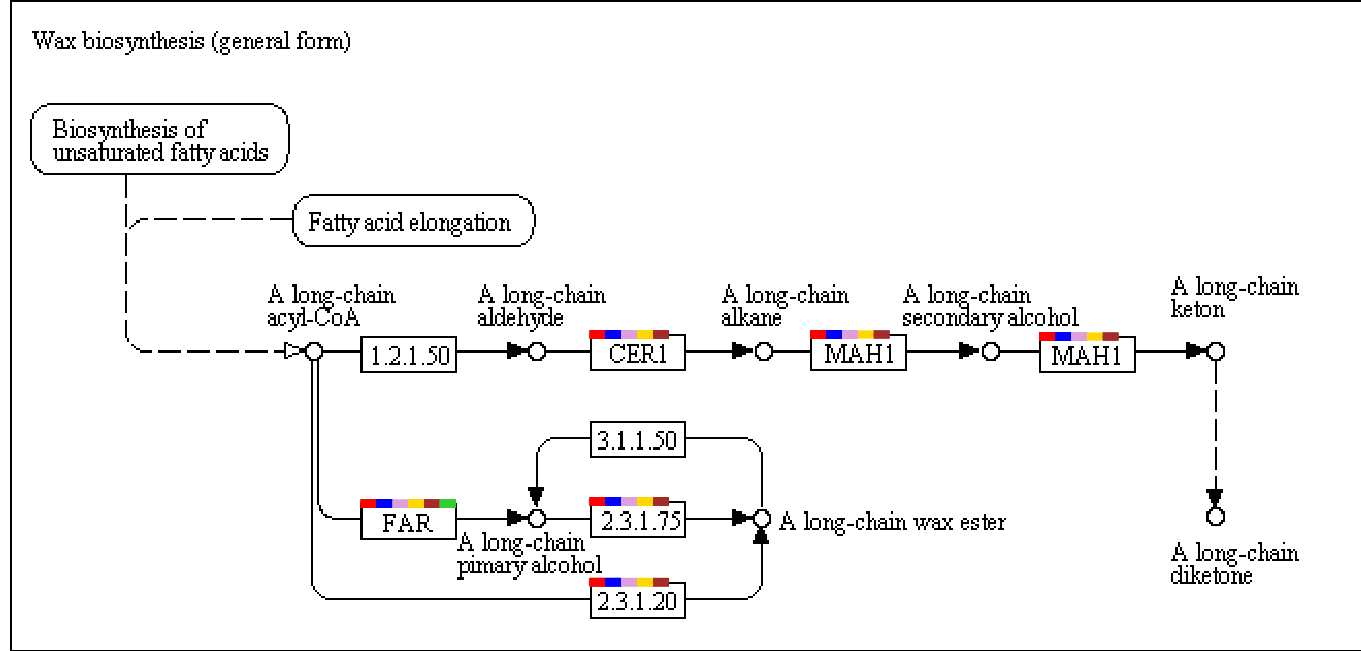 Wax biosynthesis (general form)
Biosynthesis of
unsaturated fatty acids
Fatty acid elongation
A long-chain
acyl-CoA
A long-chain
aldehyde
A long-chain
alkane
A long-chain
secondary alcohol
A long-chain
keton
1.2.1.50
CER1
MAH1
MAH1
3.1.1.50
FAR
2.3.1.75
A long-chain wax ester
A long-chain
pimary alcohol
A long-chain
diketone
2.3.1.20